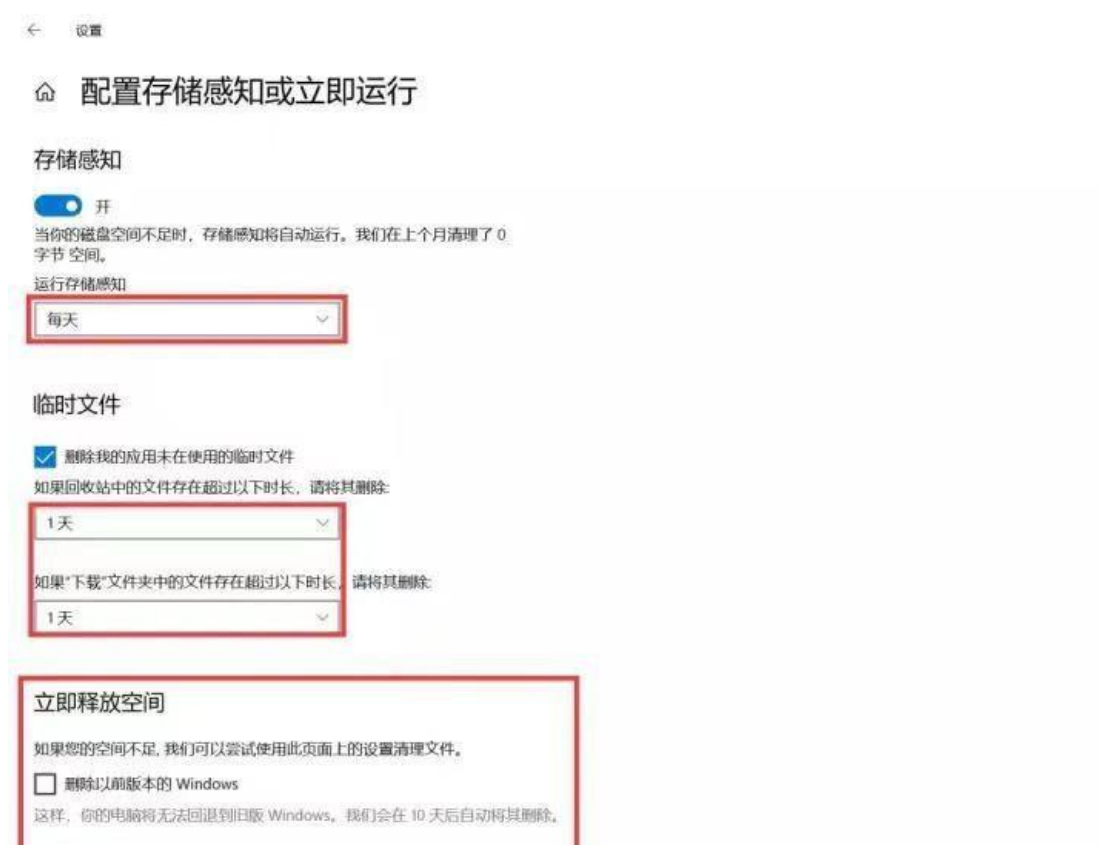 设置
配置存储感知或立即运行
存储感知
开
当你的磁盘空间不足时，存储感知将自动运行。我们在上个月清理了 0
字节 空间。
运行存储感知
每天
临时文件
删除我的应用未在使用的临时文件
如果回收站中的文件存在超过以下时长，请将其删除:
1 天
如果"下载"文件夹中的文件存在超过以下时长，请将其删除:
1 天
立即释放空间
如果您的空间不足, 我们可以尝试使用此页面上的设置清理文件。
删除以前版本的 Windows
这样，你的电脑将无法回退到旧版 Windows。我们会在 10 天后自动将其删除。